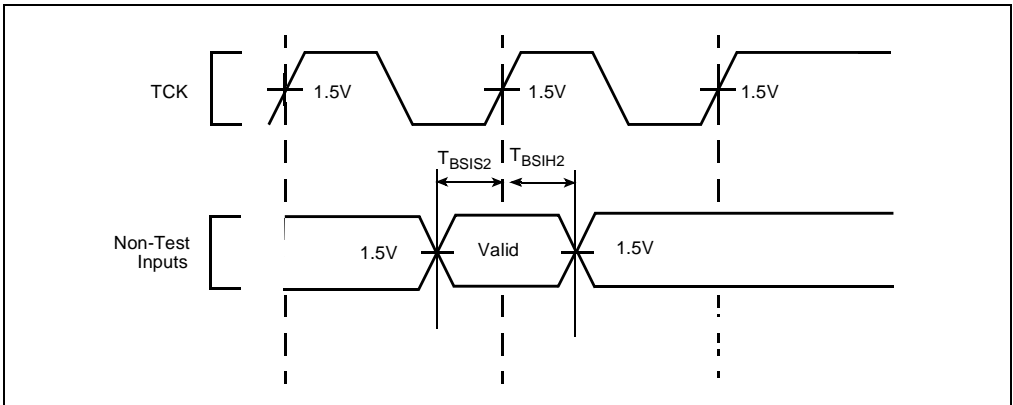 TCK
1.5V
1.5V
1.5V
TBSIS2
TBSIH2
Non-Test
Inputs
1.5V
Valid
1.5V